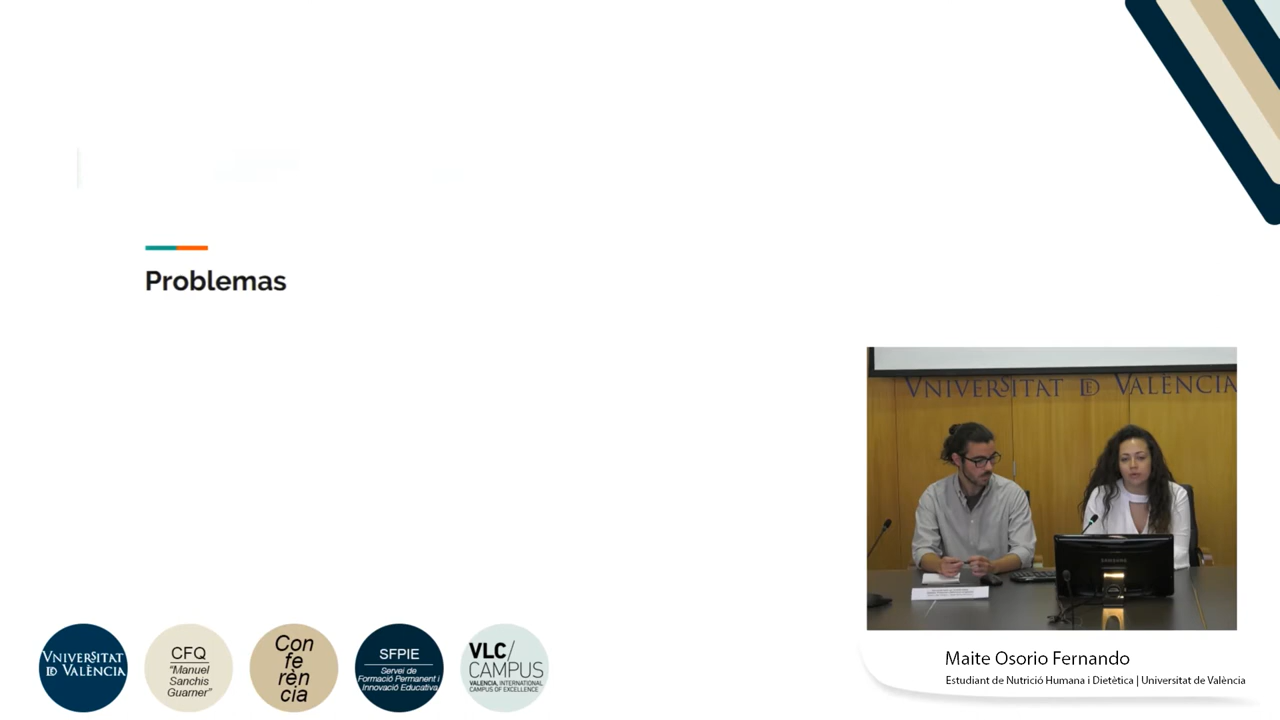 Problemas
VNIVERSITAT DE VALÈNCIA
SAMSUNG
Maite Osorio Fernando
Estudiant de Nutrició Humana i Dietètica | Universitat de València
VNIVERSITAT
DE VALÈNCIA
CFQ
"Manuel
Sanchis
Guarner"
Con
fe
rèn
cia
SFPIE
Servei de
Formació Permanent i
Innovació Educativa
VLC/
CAMPUS
VALENCIA, INTERNATIONAL
CAMPUS OF EXCELLENCE